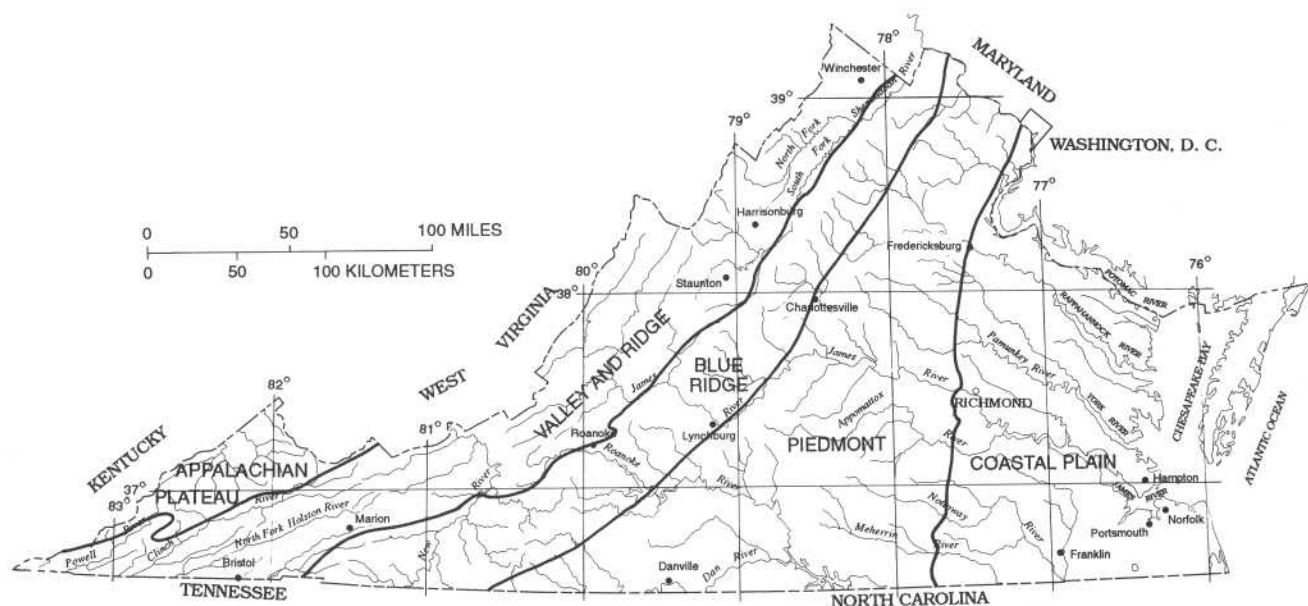 78°
MARYLAND
Winchester
River
39°
Shenandoah
79°
North Fork
South Fork
WASHINGTON, D. C.
77°
Harrisonburg
0 50 100 MILES
0 50 100 KILOMETERS
Fredericksburg
76°
80°
38°
Staunton
POTOMAC RIVER
Charlottesville
RAPPAHANNOCK RIVER
VIRGINIA
WEST
VALLEY AND RIDGE
BLUE
RIDGE
James River
James River
Pamunkey River
YORK RIVER
CHESAPEAKE BAY
ATLANTIC OCEAN
82°
81°
Appomattox River
RICHMOND
Roanoke
Lynchburg
PIEDMONT
COASTAL PLAIN
KENTUCKY
APPALACHIAN
PLATEAU
37°
83°
Roanoke River
River
JAMES RIVER
Hampton
Norfolk
Portsmouth
Powell River
Clinch River
North Fork Holston River
Marion
New River
Nottoway River
Meherrin River
Franklin
Bristol
Danville
Dan River
TENNESSEE
NORTH CAROLINA